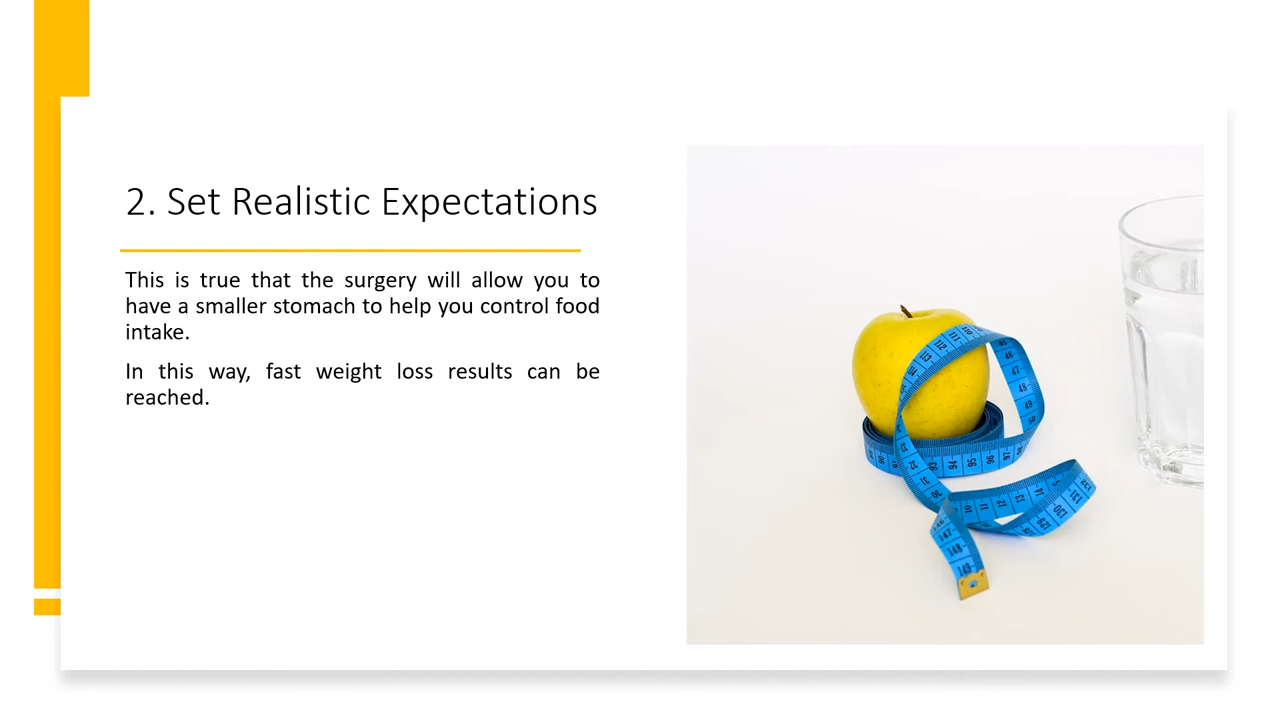 2. Set Realistic Expectations
This is true that the surgery will allow you to
have a smaller stomach to help you control food
intake.
In this way, fast weight loss results can be
reached.